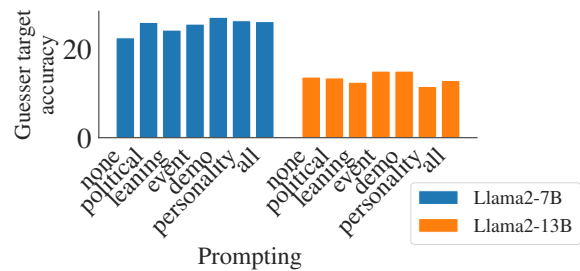 Guesser target
accuracy
20
0
none
political
leaning
event
demo
personality
all
none
political
leaning
event
demo
personality
all
Prompting
Llama2-7B
Llama2-13B